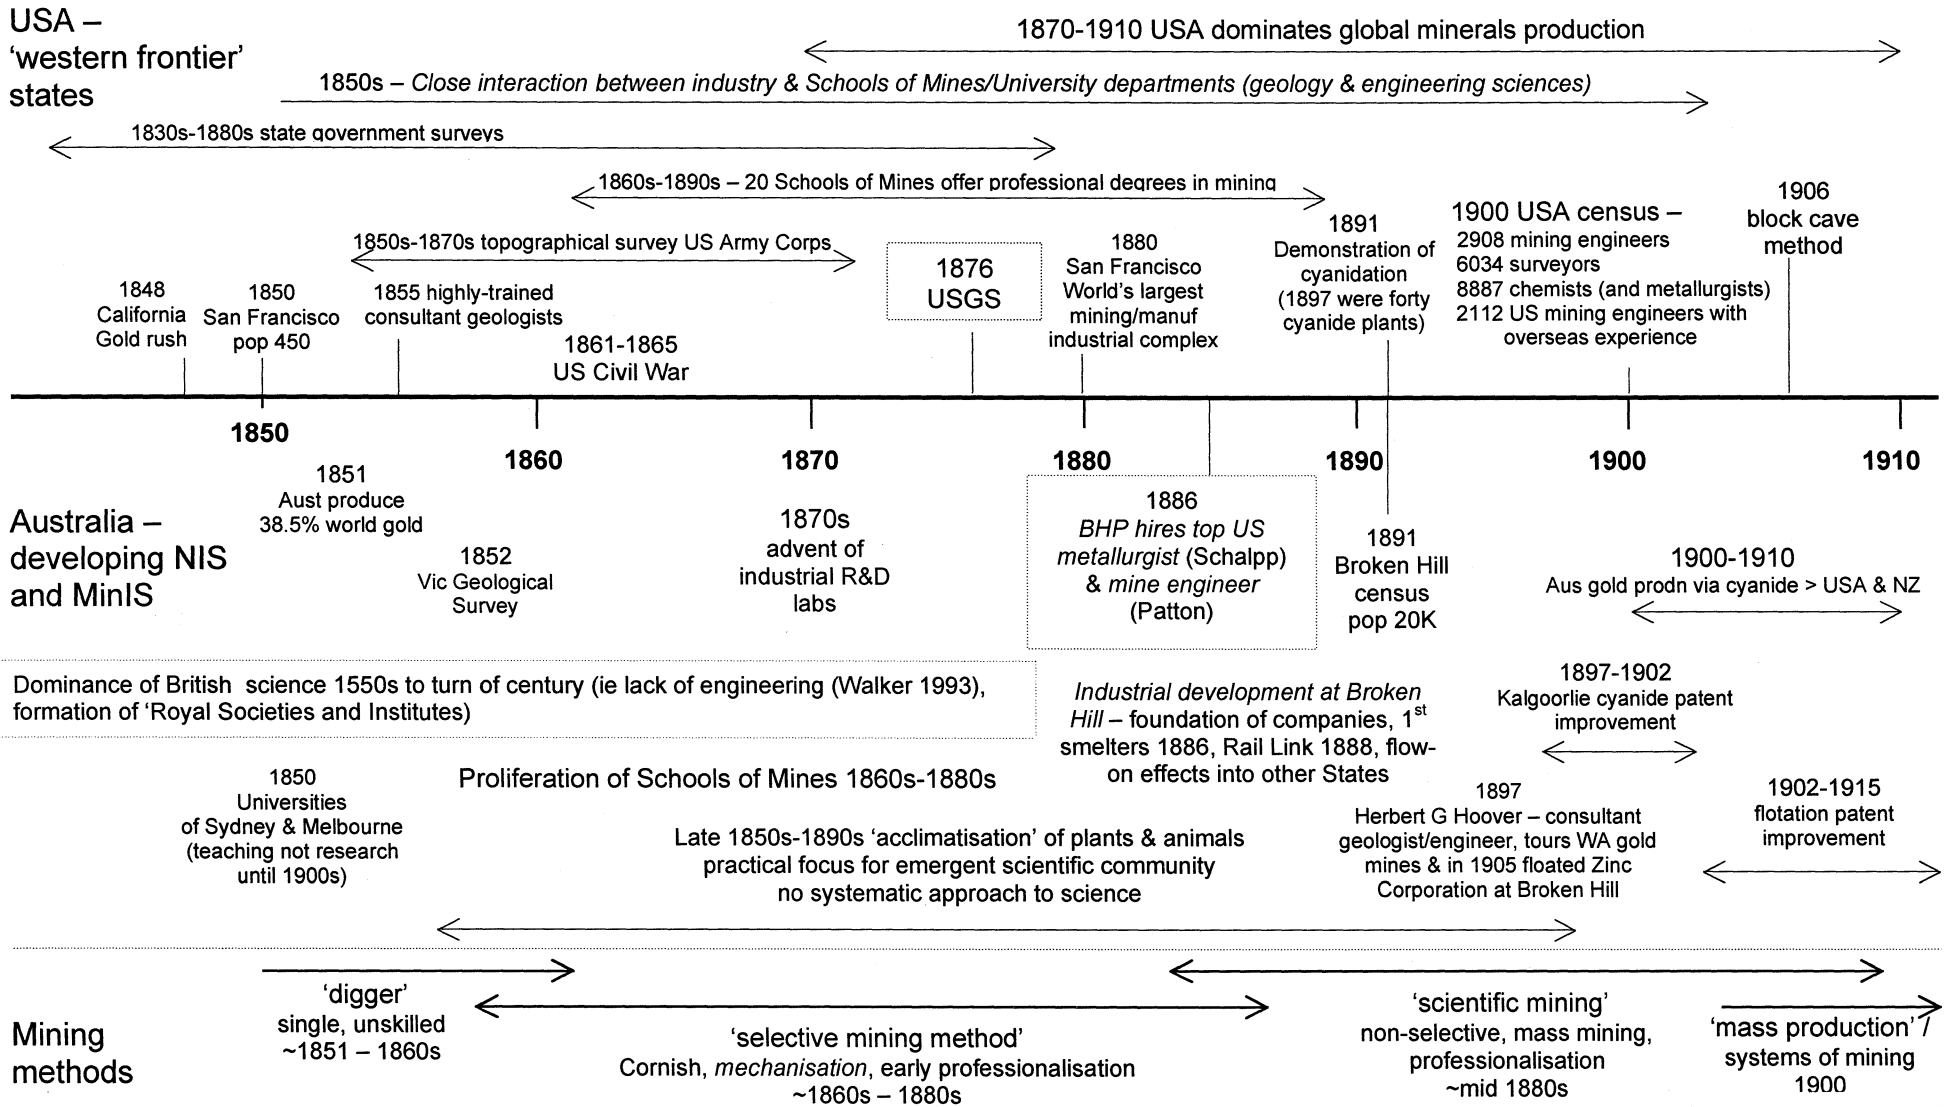 USA –
‘western frontier’
states
1870-1910 USA dominates global minerals production
1850s – Close interaction between industry & Schools of Mines/University departments (geology & engineering sciences)
1830s-1880s state government surveys
1860s-1890s – 20 Schools of Mines offer professional degrees in mining
1850s-1870s topographical survey US Army Corps
1848
California
Gold rush
1850
San Francisco
pop 450
1855 highly-trained
consultant geologists
1861-1865
US Civil War
1876
USGS
1880
San Francisco
World’s largest
mining/manuf
industrial complex
1891
Demonstration of
cyanidation
(1897 were forty
cyanide plants)
1900 USA census –
2908 mining engineers
6034 surveyors
8887 chemists (and metallurgists)
2112 US mining engineers with
overseas experience
1906
block cave
method
1850
1860
1870
1880
1890
1900
1910
Australia –
developing NIS
and MinIS
1851
Aust produce
38.5% world gold
1852
Vic Geological
Survey
1870s
advent of
industrial R&D
labs
1886
BHP hires top US
metallurgist (Schalpp)
& mine engineer
(Patton)
1891
Broken Hill
census
pop 20K
1900-1910
Aus gold prodn via cyanide > USA & NZ
Dominance of British science 1550s to turn of century (ie lack of engineering (Walker 1993),
formation of ‘Royal Societies and Institutes)
Industrial development at Broken
Hill – foundation of companies, 1st
smelters 1886, Rail Link 1888, flow-
on effects into other States
1897-1902
Kalgoorlie cyanide patent
improvement
1850
Universities
of Sydney & Melbourne
(teaching not research
until 1900s)
Proliferation of Schools of Mines 1860s-1880s
Late 1850s-1890s ‘acclimatisation’ of plants & animals
practical focus for emergent scientific community
no systematic approach to science
1897
Herbert G Hoover – consultant
geologist/engineer, tours WA gold
mines & in 1905 floated Zinc
Corporation at Broken Hill
1902-1915
flotation patent
improvement
Mining
methods
‘digger’
single, unskilled
~1851 – 1860s
‘selective mining method’
Cornish, mechanisation, early professionalisation
~1860s – 1880s
‘scientific mining’
non-selective, mass mining,
professionalisation
~mid 1880s
‘mass production’ /
systems of mining
1900